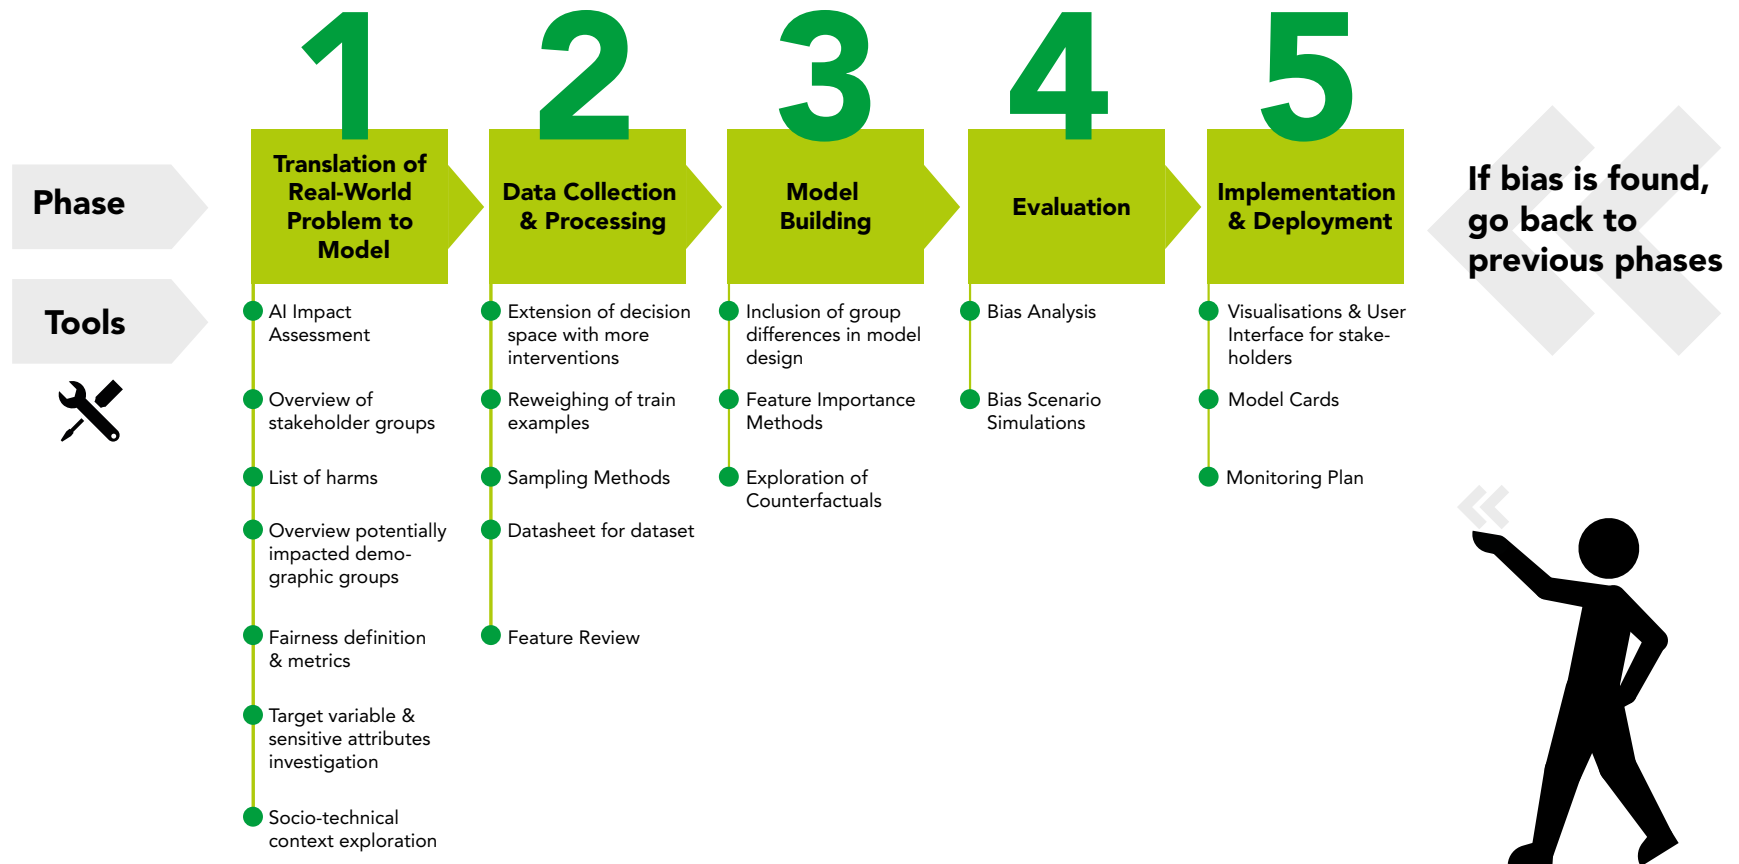 1
2
3
4
5
Phase
Translation of
Real-World
Problem to
Model
Data Collection
& Processing
Model
Building
Evaluation
Implementation
& Deployment
If bias is found,
go back to
previous phases
Tools
AI Impact
Assessment
Overview of
stakeholder groups
List of harms
Overview potentially
impacted demo-
graphic groups
Fairness definition
& metrics
Target variable &
sensitive attributes
investigation
Socio-technical
context exploration
Extension of decision
space with more
interventions
Reweighing of train
examples
Sampling Methods
Datasheet for dataset
Feature Review
Inclusion of group
differences in model
design
Feature Importance
Methods
Exploration of
Counterfactuals
Bias Analysis
Bias Scenario
Simulations
Visualisations & User
Interface for stake-
holders
Model Cards
Monitoring Plan